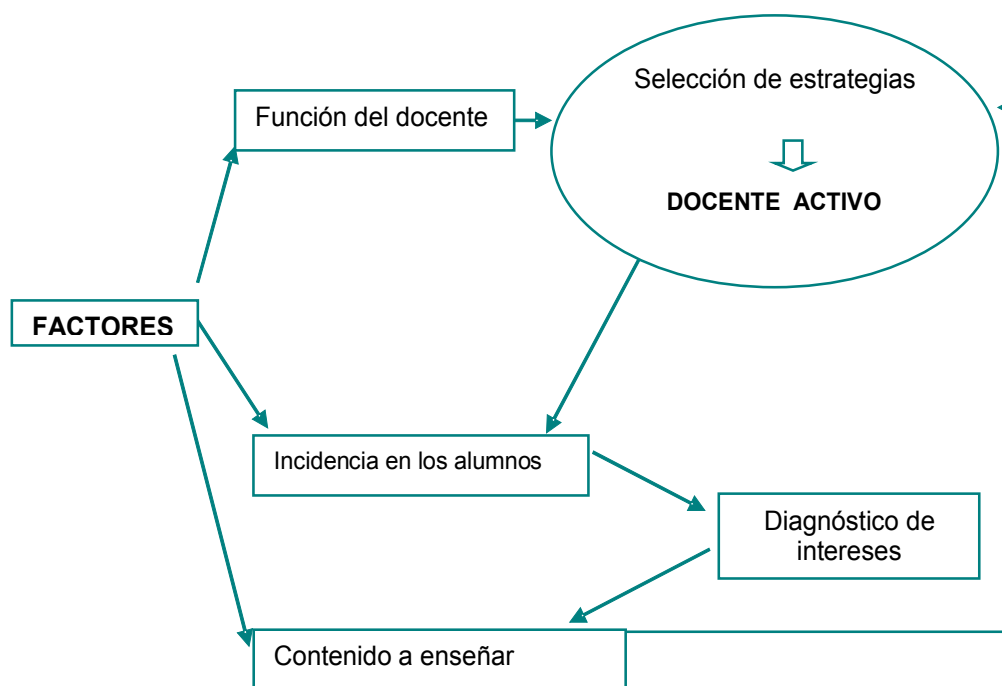 Selección de estrategias
Función del docente
DOCENTE ACTIVO
FACTORES
Incidencia en los alumnos
Diagnóstico de
intereses
Contenido a enseñar